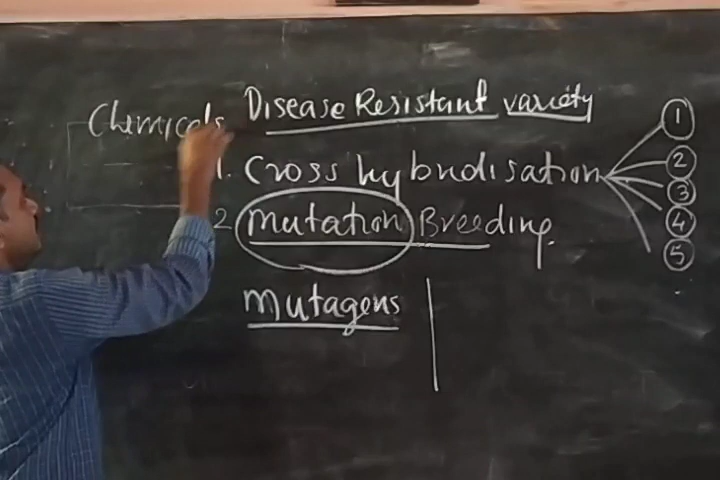 Chemicals
Disease Resistant variety
1. Cross hybridisation
1
2
3
4
5
2 Mutation Breeding
Mutagens